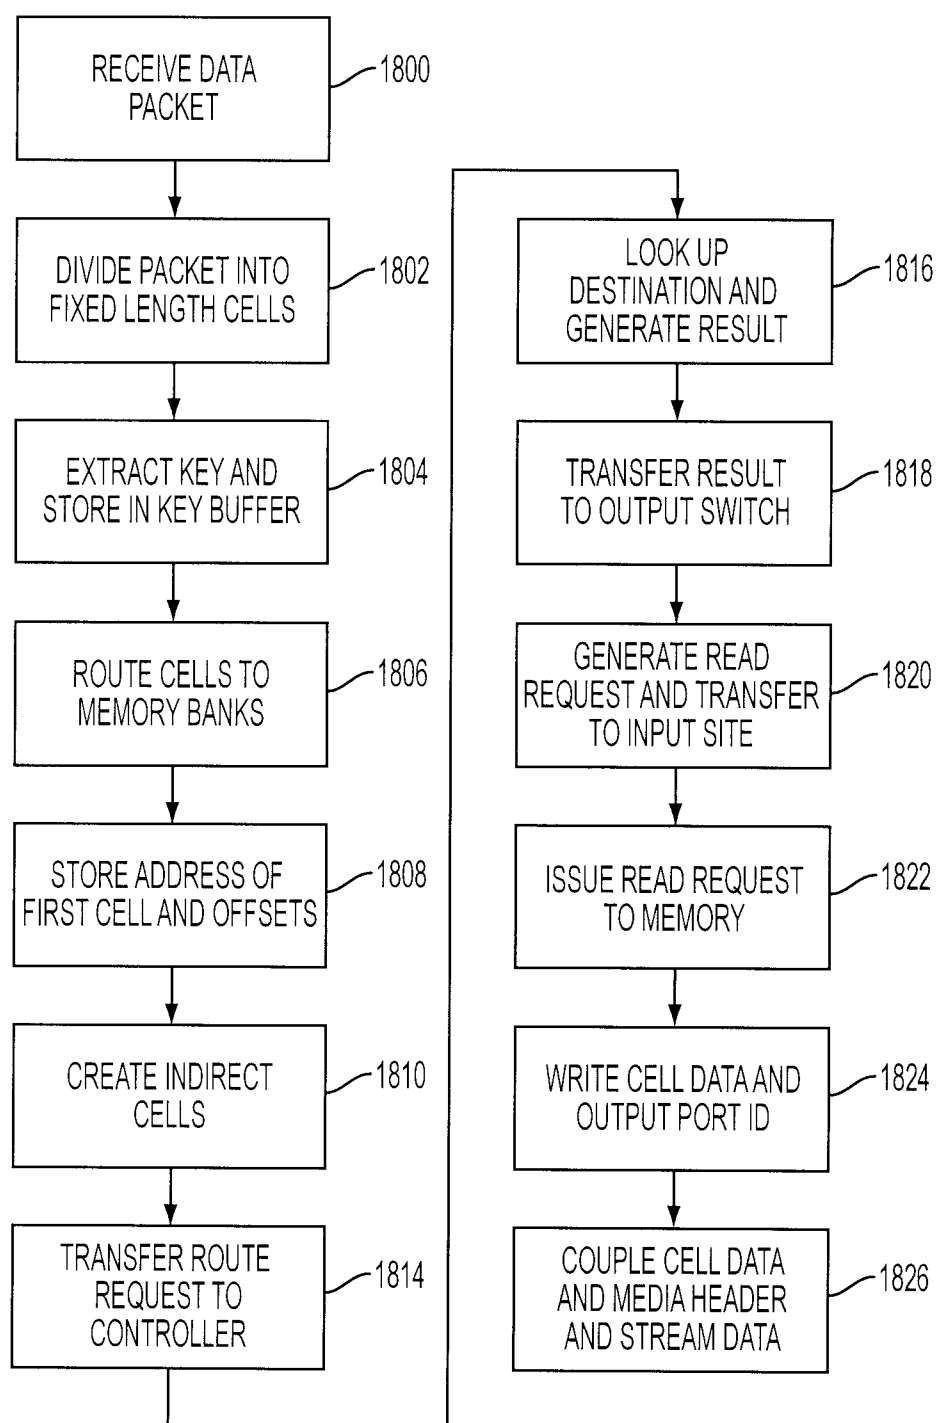 RECEIVE DATA
PACKET
1800
DIVIDE PACKET INTO
FIXED LENGTH CELLS
1802
EXTRACT KEY AND
STORE IN KEY BUFFER
1804
ROUTE CELLS TO
MEMORY BANKS
1806
STORE ADDRESS OF
FIRST CELL AND OFFSETS
1808
CREATE INDIRECT
CELLS
1810
TRANSFER ROUTE
REQUEST TO
CONTROLLER
1814
LOOK UP
DESTINATION AND
GENERATE RESULT
1816
TRANSFER RESULT
TO OUTPUT SWITCH
1818
GENERATE READ
REQUEST AND TRANSFER
TO INPUT SITE
1820
ISSUE READ REQUEST
TO MEMORY
1822
WRITE CELL DATA AND
OUTPUT PORT ID
1824
COUPLE CELL DATA
AND MEDIA HEADER
AND STREAM DATA
1826